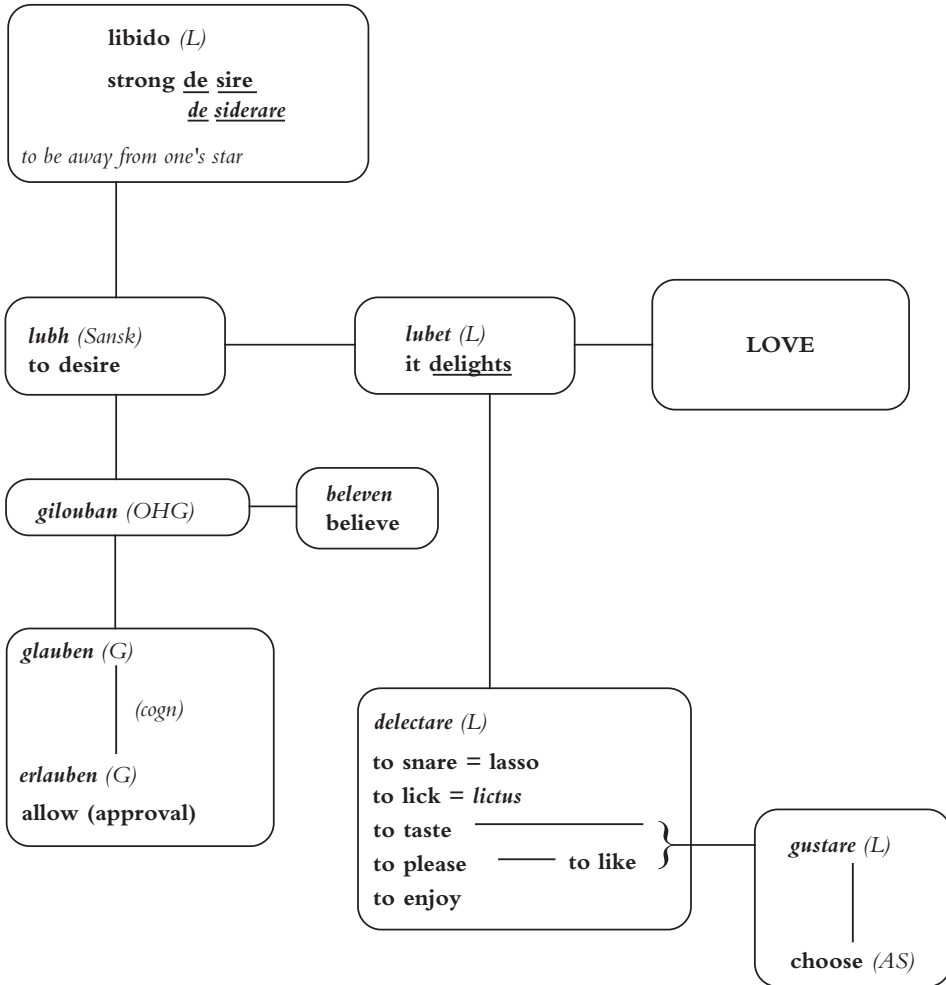 libido (L)
strong de sire
de siderare
to be away from one's star
lubh (Sansk)
to desire
lubet (L)
it delights
LOVE
gilouban (OHG)
beleven
believe
glauben (G)
(cogn)
erlauben (G)
allow (approval)
delectare (L)
to snare = lasso
to lick = lictus
to taste
to please to like
to enjoy
gustare (L)
choose (AS)